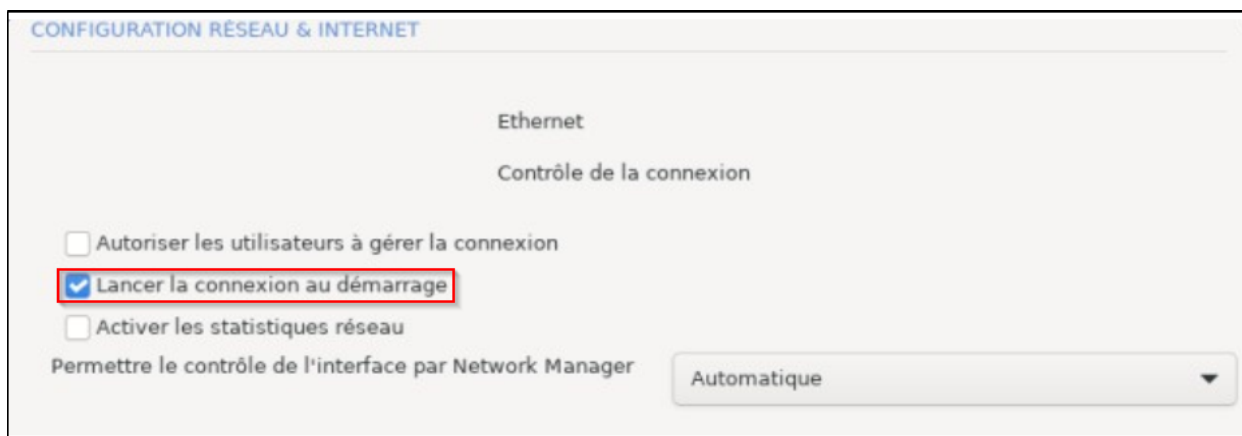 CONFIGURATION RÉSEAU & INTERNET
Ethernet
Contrôle de la connexion
Autoriser les utilisateurs à gérer la connexion
Lancer la connexion au démarrage
Activer les statistiques réseau
Permettre le contrôle de l'interface par Network Manager
Automatique